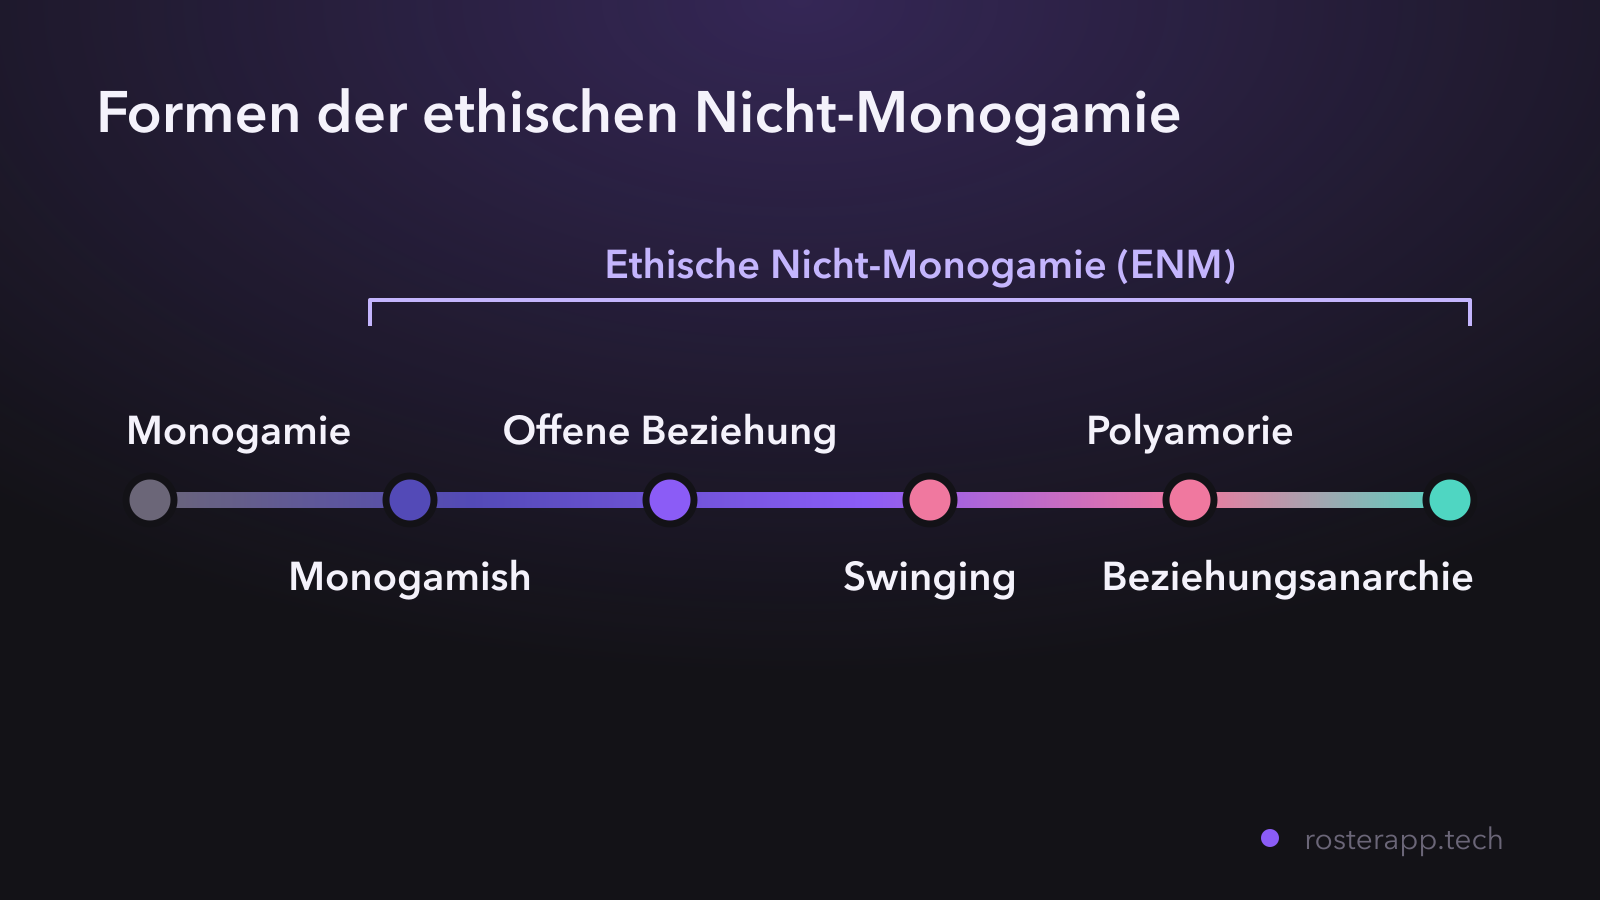 Formen der ethischen Nicht-Monogamie
Ethische Nicht-Monogamie (ENM)
Monogamie
Offene Beziehung
Polyamorie
Monogamish
Swinging
Beziehungsanarchie
rosterapp.tech